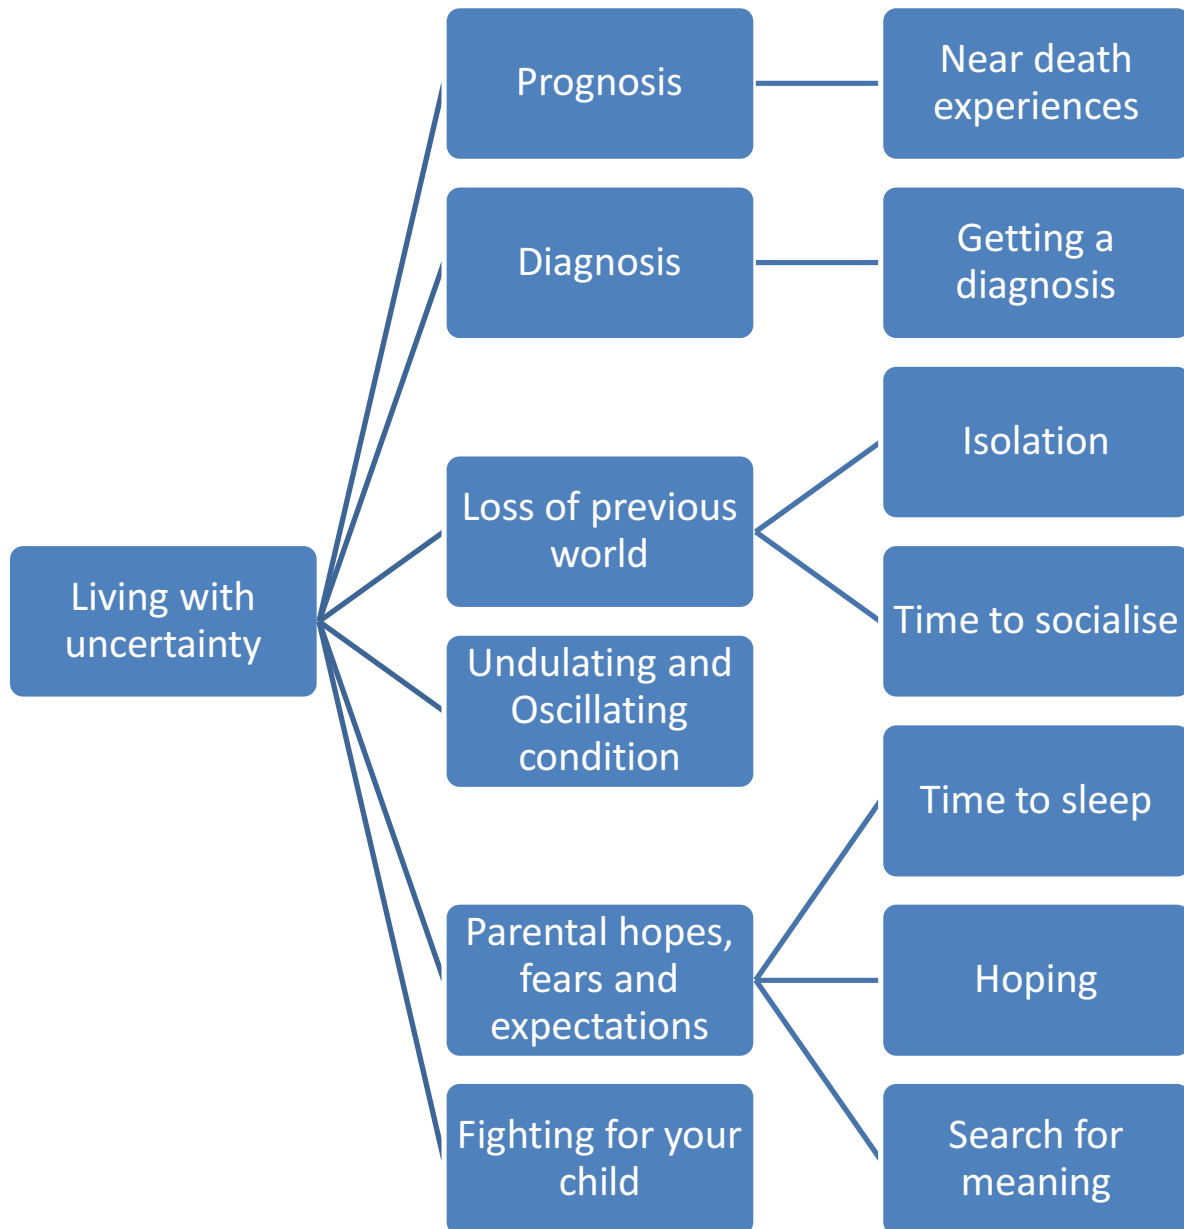 Prognosis
Near death
experiences
Diagnosis
Getting a
diagnosis
Isolation
Loss of previous
world
Living with
uncertainty
Time to socialise
Undulating and
Oscillating
condition
Time to sleep
Parental hopes,
fears and
expectations
Hoping
Fighting for your
child
Search for
meaning